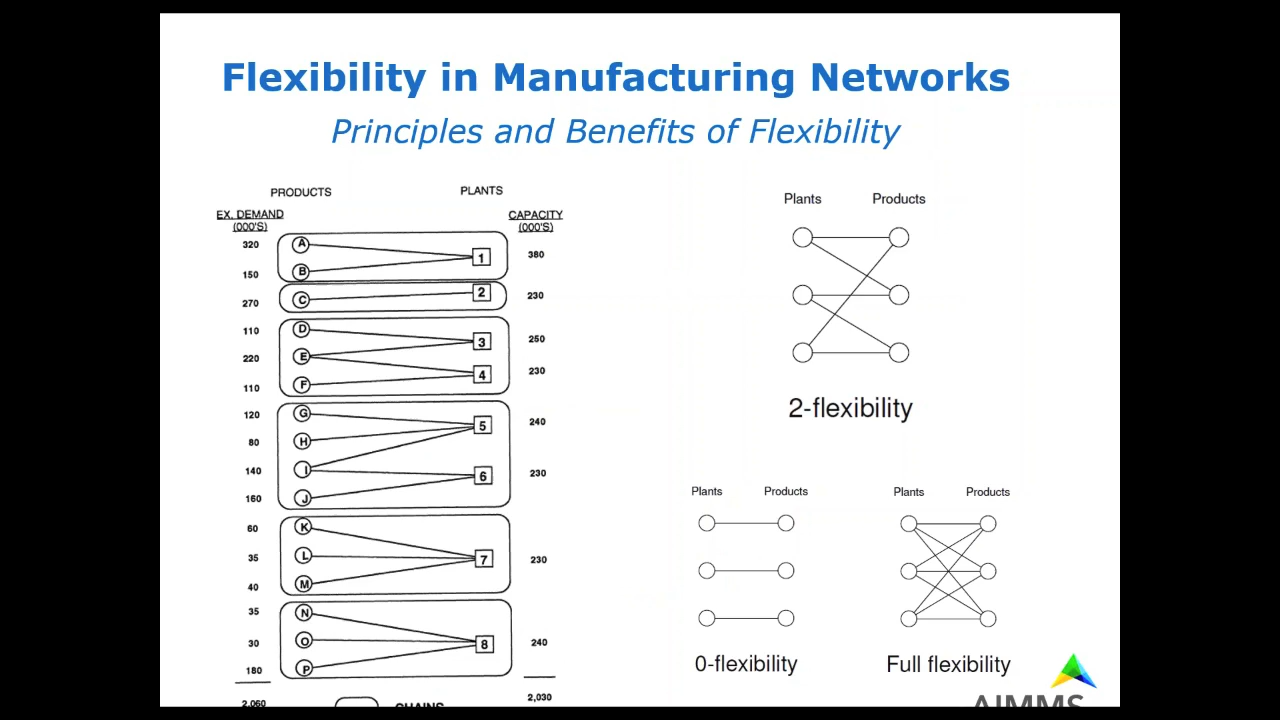 Flexibility in Manufacturing Networks
Principles and Benefits of Flexibility
PRODUCTS PLANTS
EX. DEMAND CAPACITY
(000'S) (000'S)
320 A 1 380
150 B
270 C 2 230
110 D 3 250
220 E 4 230
110 F
120 G 5 240
80 H
140 I 6 230
160 J
60 K
35 L 7 230
40 M
35 N
30 O 8 240
180 P
2,060 2,030
CHAINS
Plants Products
2-flexibility
Plants Products
0-flexibility
Plants Products
Full flexibility
AIMMS